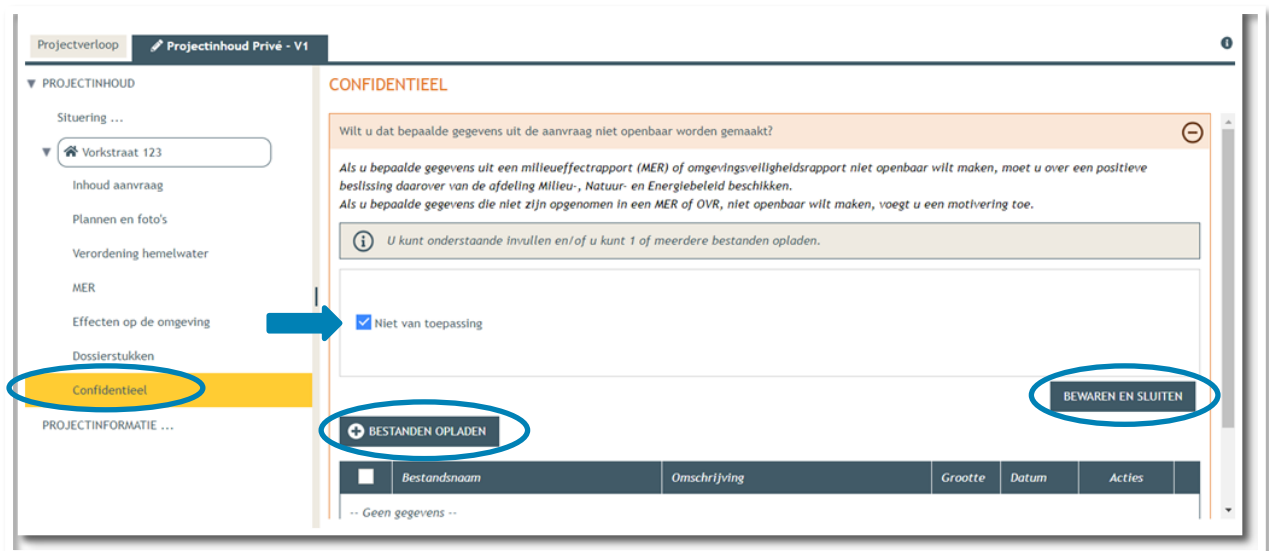 Projectverloop
Projectinhoud Privé - V1
PROJECTINHOUD
Situering ...
Vorkstraat 123
Inhoud aanvraag
Plannen en foto's
Verordening hemelwater
MER
Effecten op de omgeving
Dossierstukken
Confidentieel
PROJECTINFORMATIE ...
CONFIDENTIEEL
Wilt u dat bepaalde gegevens uit de aanvraag niet openbaar worden gemaakt?
Als u bepaalde gegevens uit een milieueffectrapport (MER) of omgevingsveiligheidsrapport niet openbaar wilt maken, moet u over een positieve
beslissing daarover van de afdeling Milieu-, Natuur- en Energiebeleid beschikken.
Als u bepaalde gegevens die niet zijn opgenomen in een MER of OVR, niet openbaar wilt maken, voegt u een motivering toe.
U kunt onderstaande invullen en/of u kunt 1 of meerdere bestanden opladen.
Niet van toepassing
BEWAREN EN SLUITEN
BESTANDEN OPLADEN
Bestandsnaam Omschrijving Grootte Datum Acties
-- Geen gegevens --